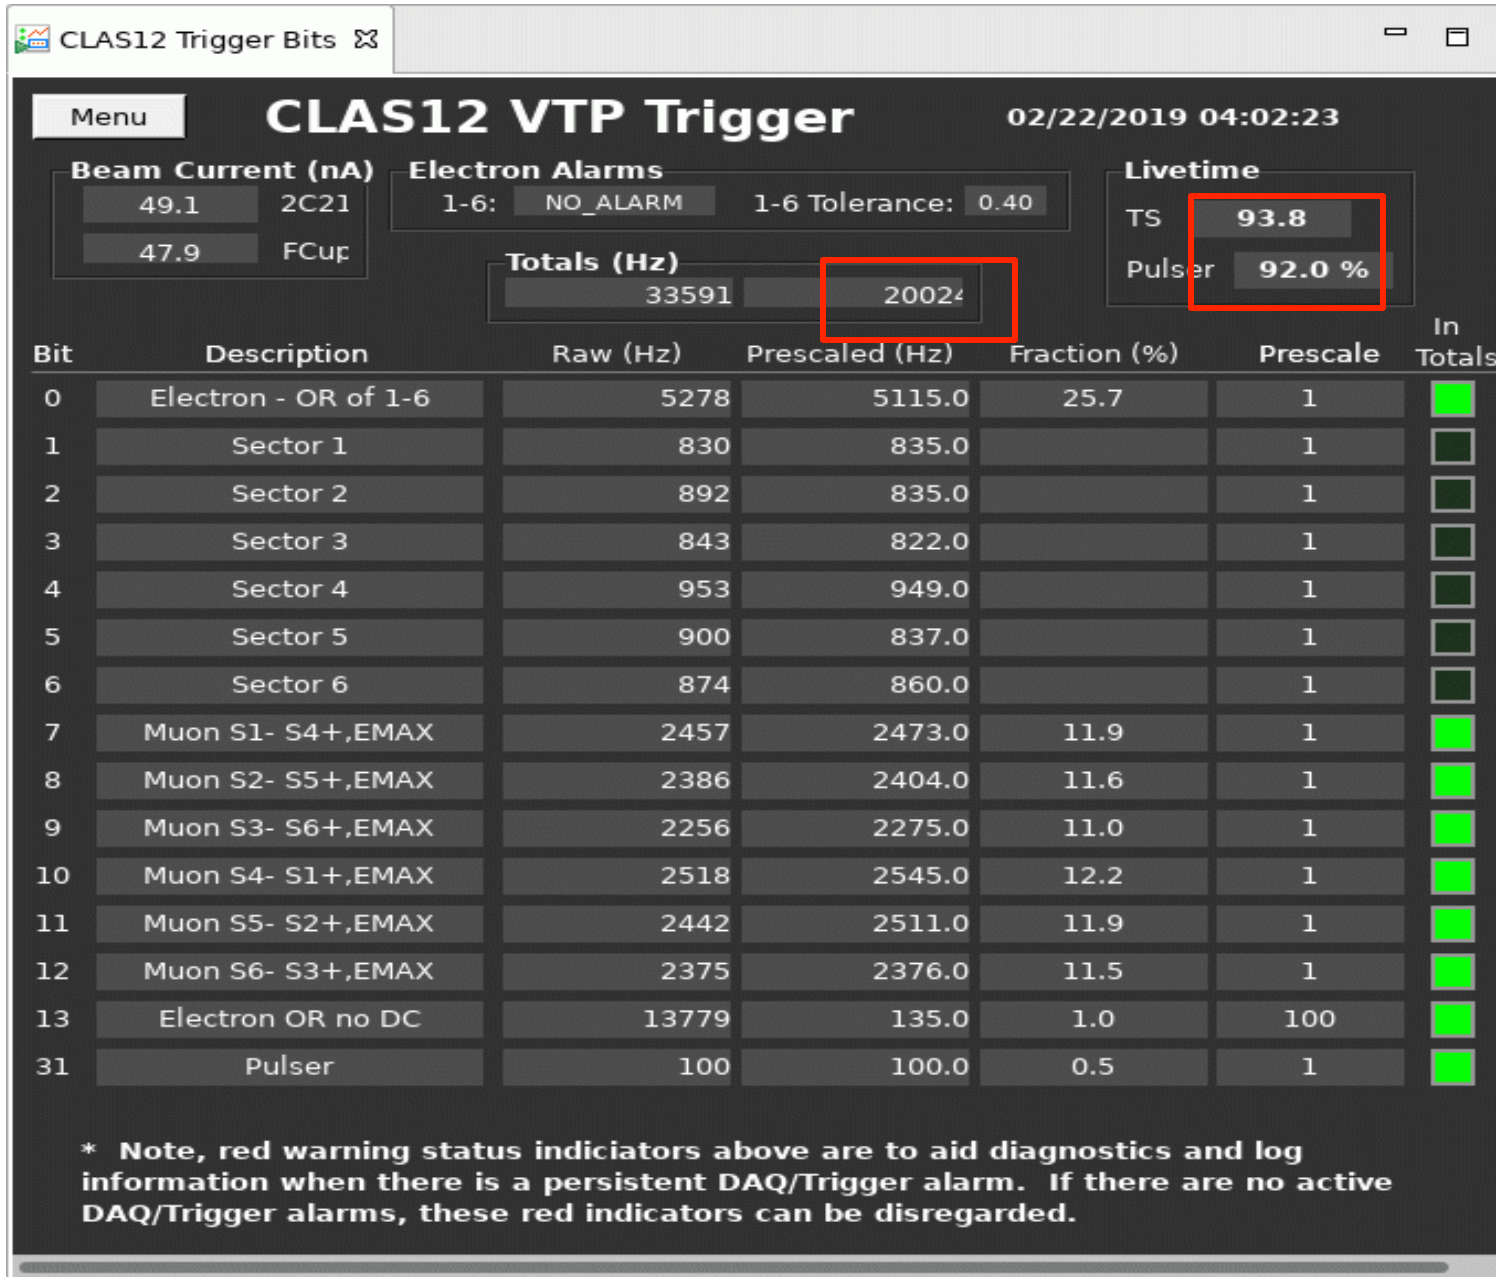 CLAS12 Trigger Bits
Menu CLAS12 VTP Trigger 02/22/2019 04:02:23
Beam Current (nA) Electron Alarms Livetime
49.1 2C21 1-6: NO_ALARM 1-6 Tolerance: 0.40 TS 93.8
47.9 FCup Totals (Hz) Pulser 92.0 %
33591 20024
Bit Description Raw (Hz) Prescaled (Hz) Fraction (%) Prescale In Totals
0 Electron - OR of 1-6 5278 5115.0 25.7 1
1 Sector 1 830 835.0 1
2 Sector 2 892 835.0 1
3 Sector 3 843 822.0 1
4 Sector 4 953 949.0 1
5 Sector 5 900 837.0 1
6 Sector 6 874 860.0 1
7 Muon S1- S4+,EMAX 2457 2473.0 11.9 1
8 Muon S2- S5+,EMAX 2386 2404.0 11.6 1
9 Muon S3- S6+,EMAX 2256 2275.0 11.0 1
10 Muon S4- S1+,EMAX 2518 2545.0 12.2 1
11 Muon S5- S2+,EMAX 2442 2511.0 11.9 1
12 Muon S6- S3+,EMAX 2375 2376.0 11.5 1
13 Electron OR no DC 13779 135.0 1.0 100
31 Pulser 100 100.0 0.5 1
* Note, red warning status indiciators above are to aid diagnostics and log
information when there is a persistent DAQ/Trigger alarm. If there are no active
DAQ/Trigger alarms, these red indicators can be disregarded.